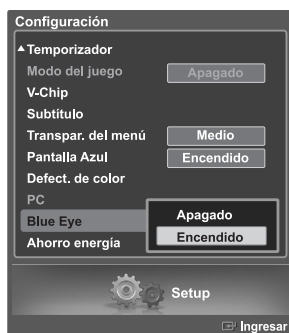 Configuración
Temporizador
Modo del juego Apagado
V-Chip
Subtítulo
Transpar. del menú Medio
Pantalla Azul Encendido
Defect. de color
PC
Blue Eye Apagado
Ahorro energía Encendido
Setup
Ingresar